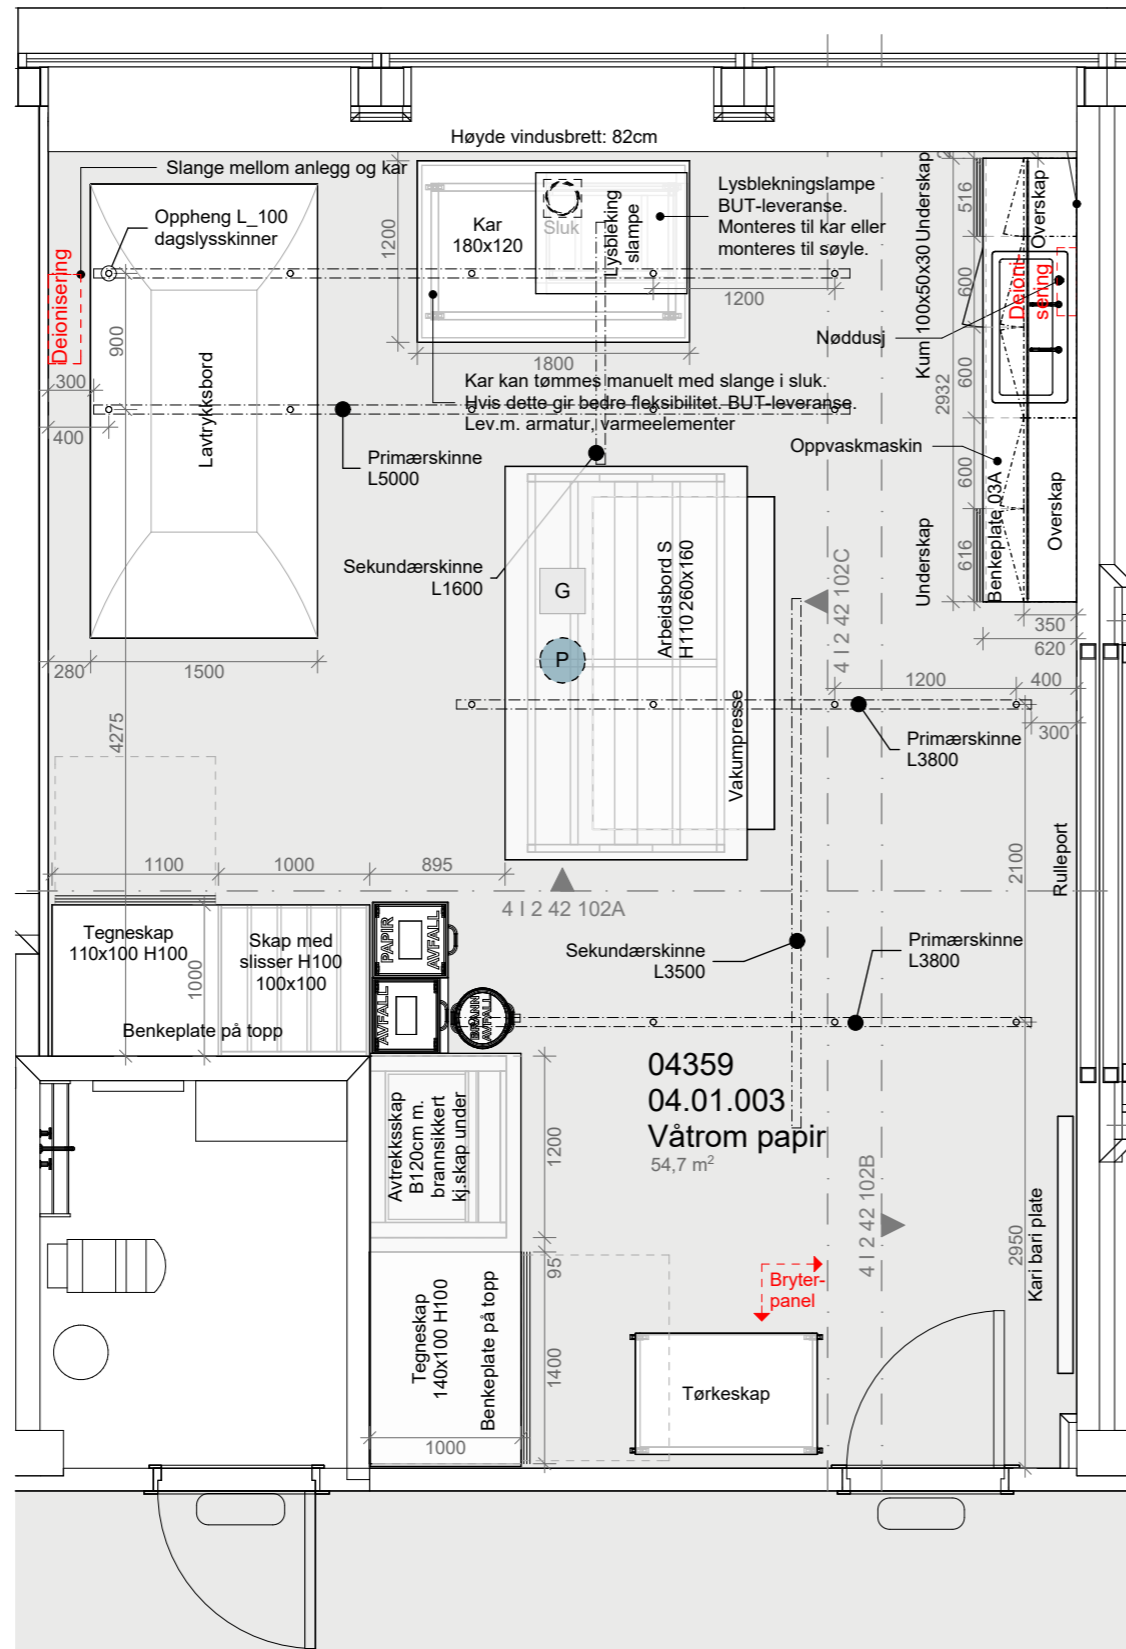 Høyde vindusbrett: 82cm
Slange mellom anlegg og kar
Oppheng L_100
dagslysskinner
Deionisering
900
300
400
Lavtrykksbord
280
1500
4275
1200
Kar
180x120
Sluk
Lysbleking
slampe
1800
Lysblekningslampe
BUT-leveranse.
Monteres til kar eller
monteres til søyle.
1200
Kar kan tømmes manuelt med slange i sluk.
Hvis dette gir bedre fleksibilitet. BUT-leveranse.
Lev.m. armatur, varmeelementer
Primærskinne
L5000
Sekundærskinne
L1600
Nøddusj
Oppvaskmaskin
Underskap
Kum 100x50x30
Underskap
2932
516
600
600
600
616
Overskap
Deioni-
sering
Benkeplate 03A
Overskap
350
620
G
P
Arbeidsbord S
H110 260x160
Vakumpresse
4 I 2 42 102C
1200
400
300
Primærskinne
L3800
2100
Rulleport
1100
1000
895
4 I 2 42 102A
Tegneskap
110x100 H100
Skap med
slisser H100
100x100
1000
Benkeplate på topp
PAPIR
AVFALL
AVFALL
BRANN
AVFALL
Sekundærskinne
L3500
Primærskinne
L3800
04359
04.01.003
Våtrom papir
54,7 m²
Avtrekksskap
B120cm m.
brannsikkert
kj.skap under
1200
95
1400
Tegneskap
140x100 H100
Benkeplate på topp
1000
4 I 2 42 102B
Bryter-
panel
Tørkeskap
2950
Kari bari plate